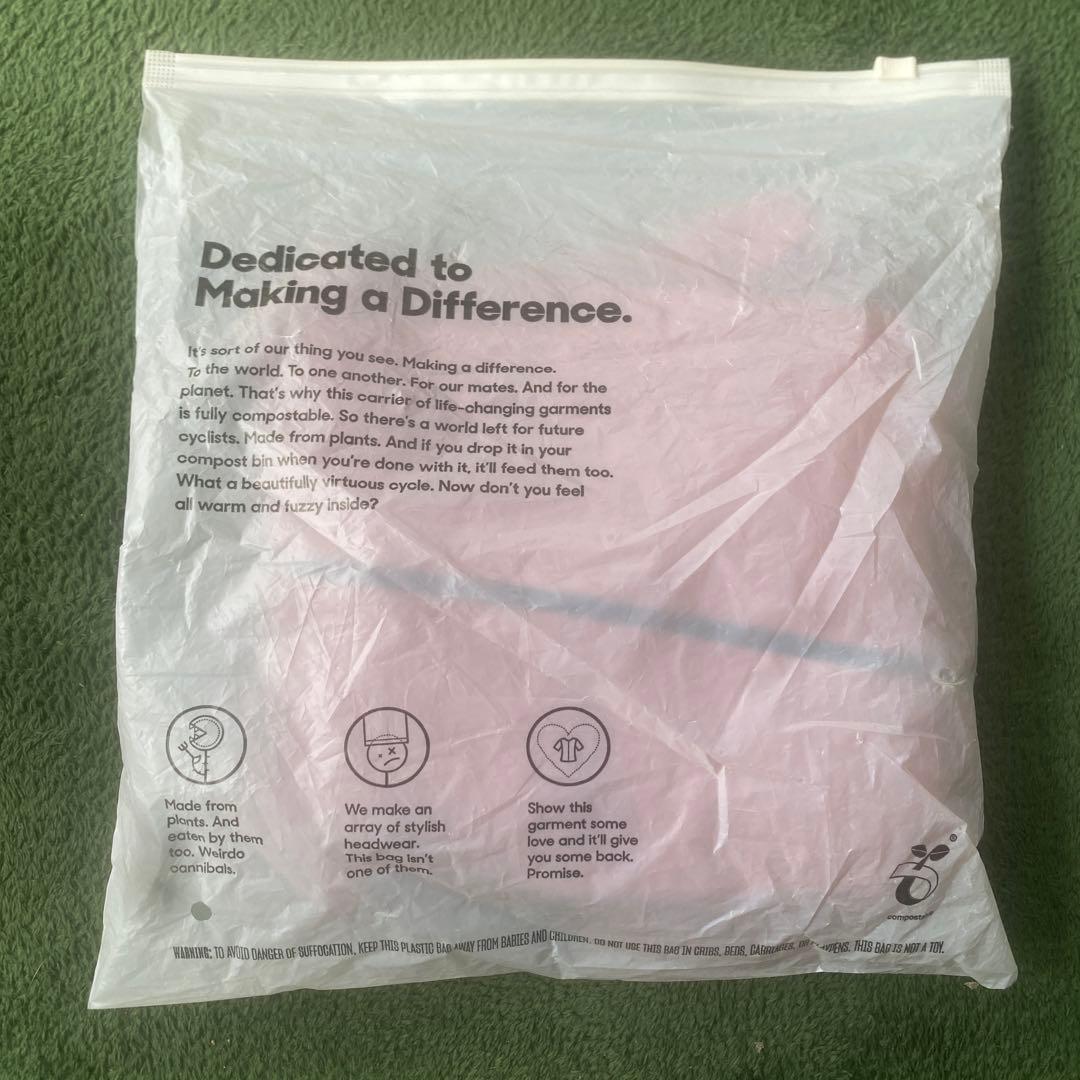 Dedicated to
Making a Difference.
It's sort of our thing you see. Making a difference.
To the world. To one another. For our mates. And for the
planet. That's why this carrier of life-changing garments
is fully compostable. So there's a world left for future
cyclists. Made from plants. And if you drop it in your
compost bin when you're done with it, it'll feed them too.
What a beautifully virtuous cycle. Now don't you feel
all warm and fuzzy inside?
Made from
plants. And
eaten by them
too. Weirdo
cannibals.
We make an
array of stylish
headwear.
This bag isn't
one of them.
Show this
garment some
love and it'll give
you some back.
Promise.
®
compostable
WARNING: TO AVOID DANGER OF SUFFOCATION, KEEP THIS PLASTIC BAG AWAY FROM BABIES AND CHILDREN. DO NOT USE THIS BAG IN CRIBS, BEDS, CARRIAGES, OR PLAYPENS. THIS BAG IS NOT A TOY.